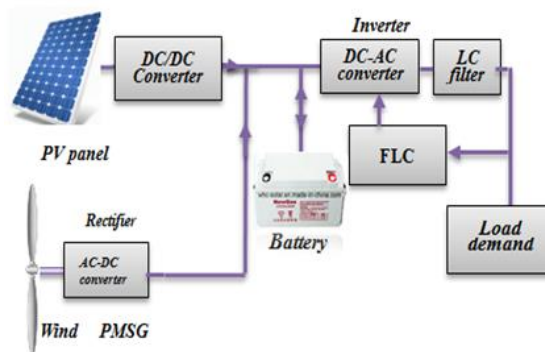 Inverter
DC/DC
Converter
DC-AC
converter
LC
filter
PV panel
FLC
Battery
Load
demand
Rectifier
AC-DC
converter
Wind PMSG